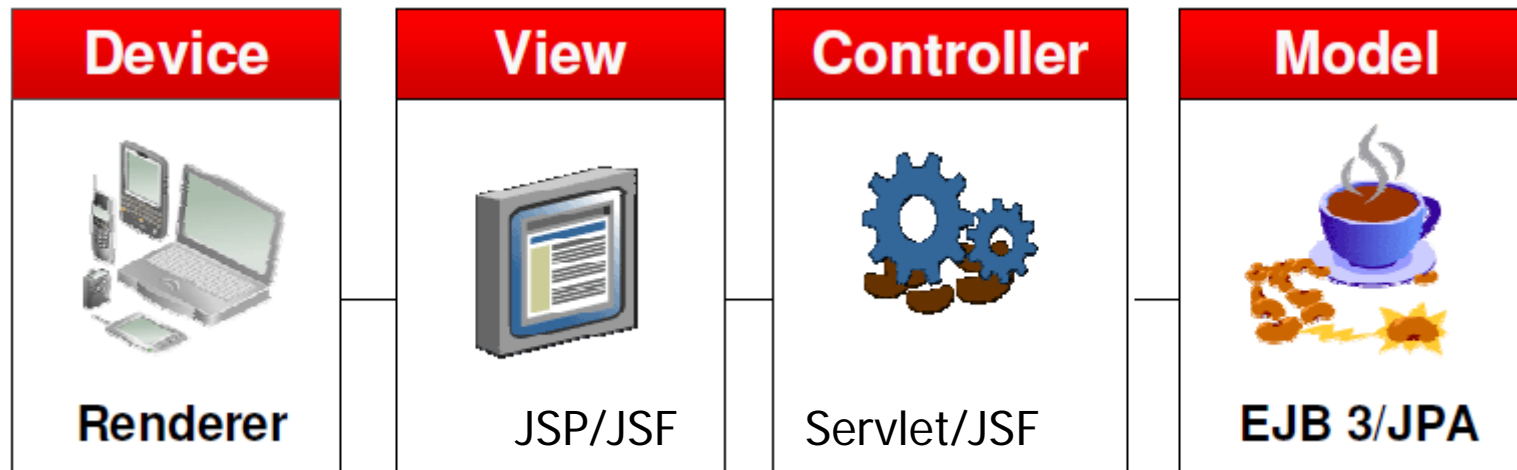 Device
View
Controller
Model
Renderer
JSP/JSF
Servlet/JSF
EJB 3/JPA